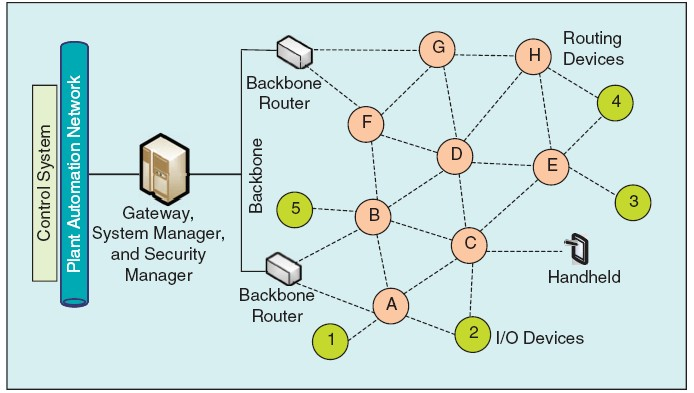 Control System
Plant Automation Network
Gateway,
System Manager,
and Security
Manager
Backbone
Backbone
Router
Backbone
Router
G
H
Routing
Devices
4
F
D
E
3
5
B
C
Handheld
A
1
2
I/O Devices